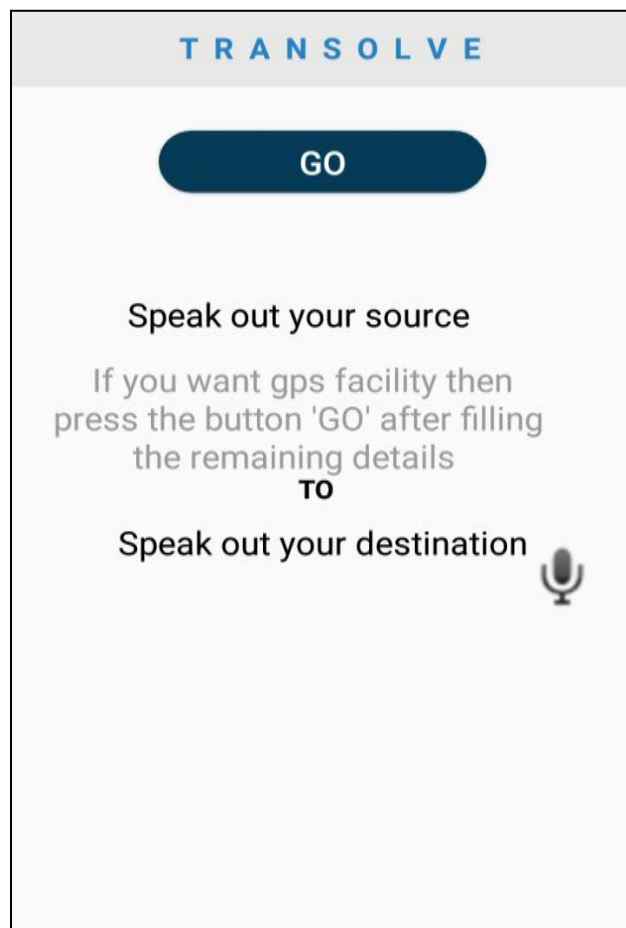 TRANSOLVE
GO
Speak out your source
If you want gps facility then
press the button 'GO' after filling
the remaining details
TO
Speak out your destination